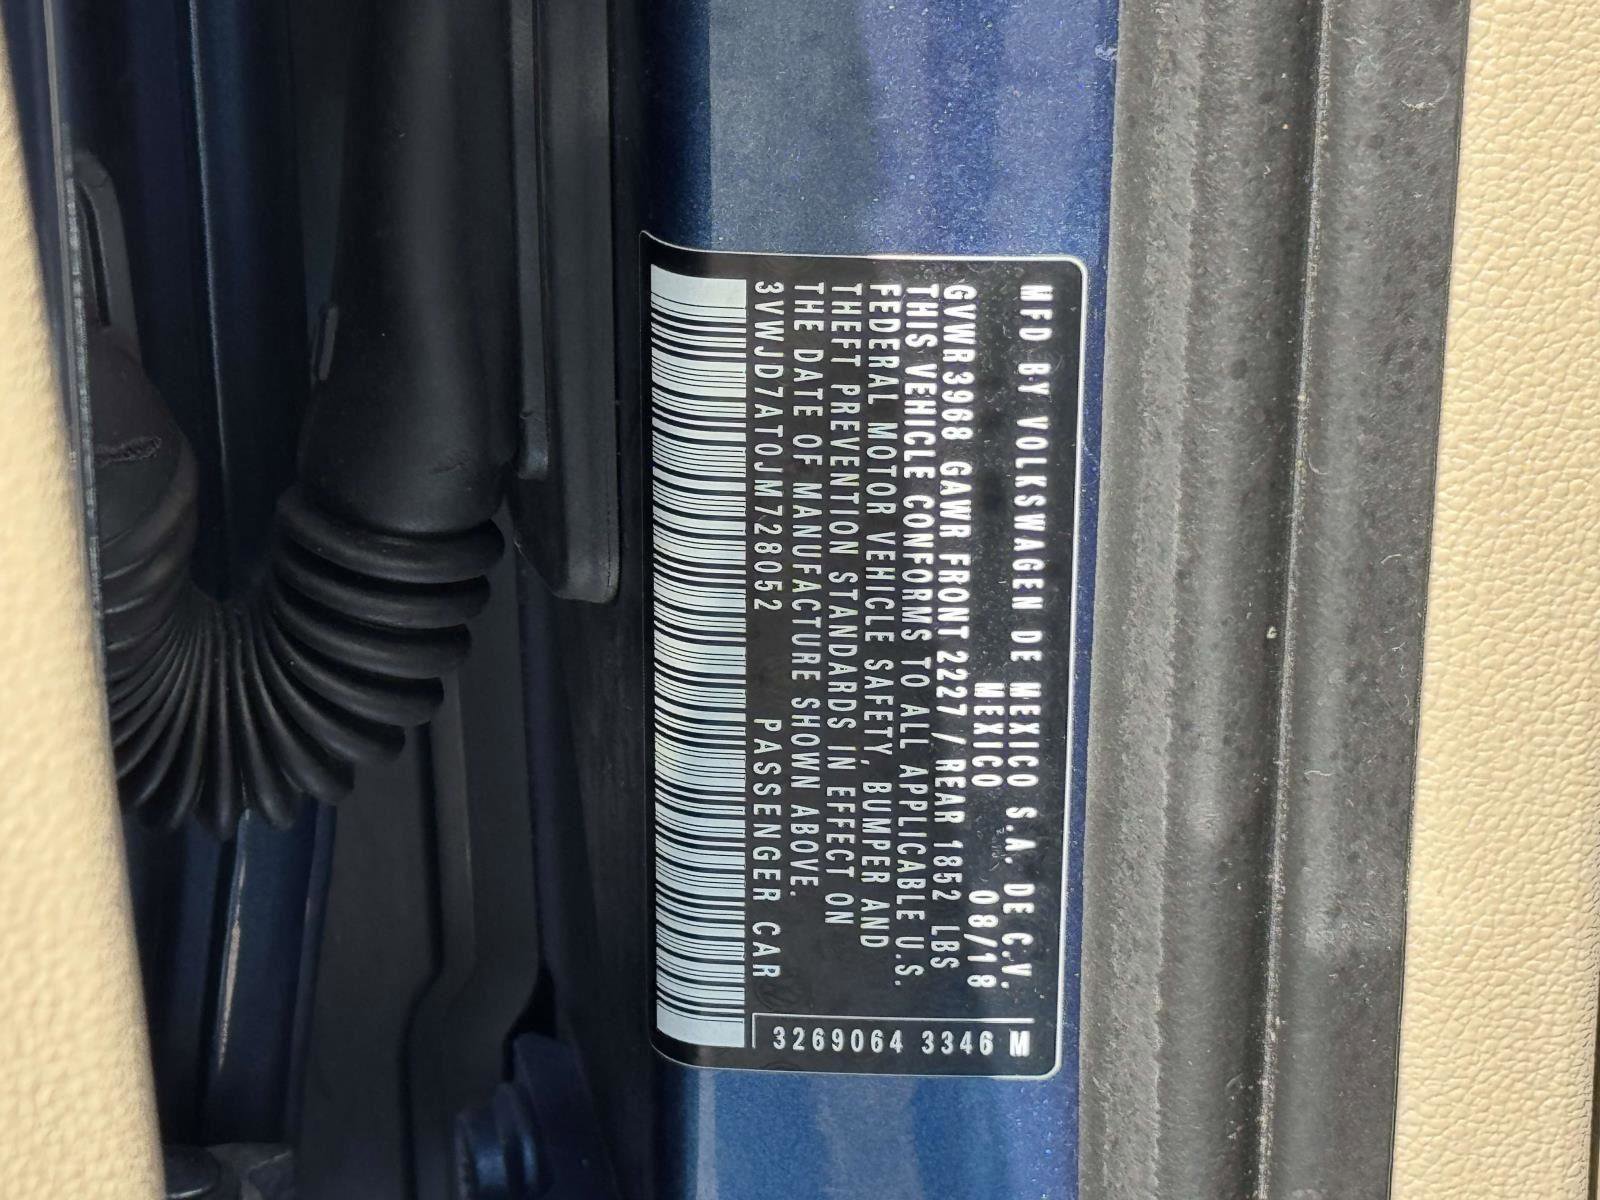 MFD BY VOLKSWAGEN DE MEXICO S.A. DE C.V.
MEXICO 08/18
GVWR 3968 GAWR FRONT 2227 / REAR 1852 LBS
THIS VEHICLE CONFORMS TO ALL APPLICABLE U.S.
FEDERAL MOTOR VEHICLE SAFETY, BUMPER AND
THEFT PREVENTION STANDARDS IN EFFECT ON
THE DATE OF MANUFACTURE SHOWN ABOVE.
3VWJD7AT0JM728052 PASSENGER CAR
3269064 3346 M